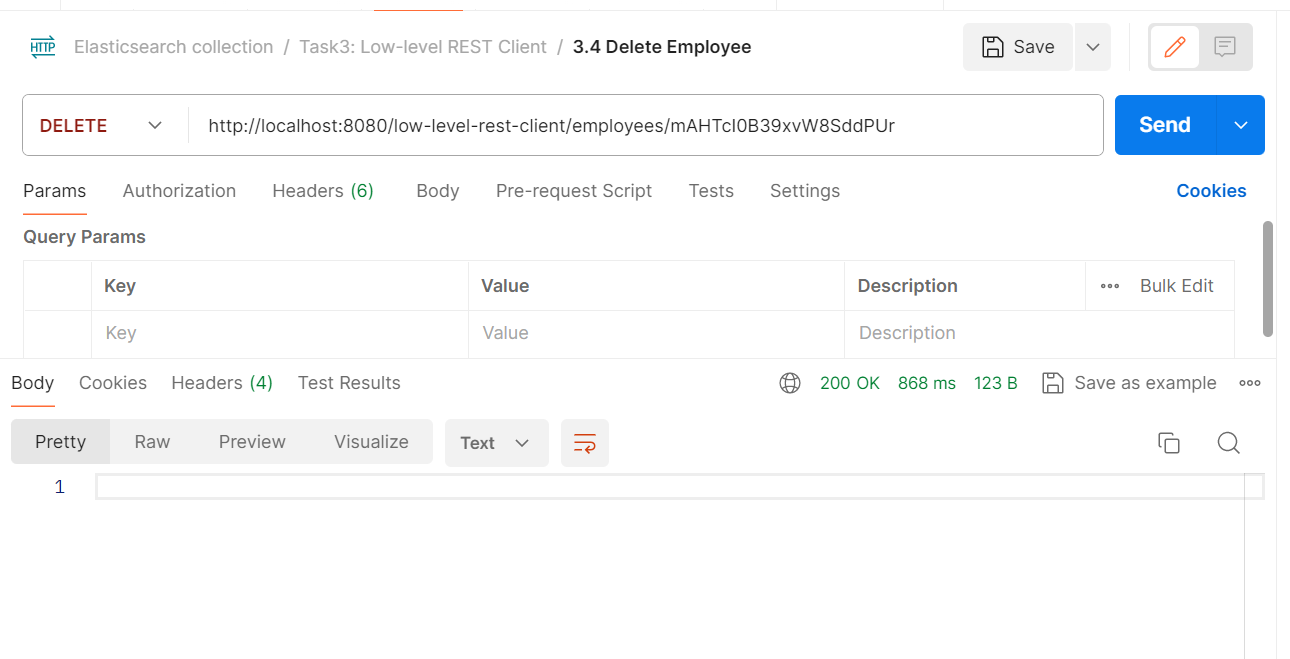 HTTP Elasticsearch collection / Task3: Low-level REST Client / 3.4 Delete Employee Save
DELETE http://localhost:8080/low-level-rest-client/employees/mAHTcI0B39xvW8SddPUr Send
Params Authorization Headers (6) Body Pre-request Script Tests Settings Cookies
Query Params
Key Value Description Bulk Edit
Key Value Description
Body Cookies Headers (4) Test Results 200 OK 868 ms 123 B Save as example
Pretty Raw Preview Visualize Text
1